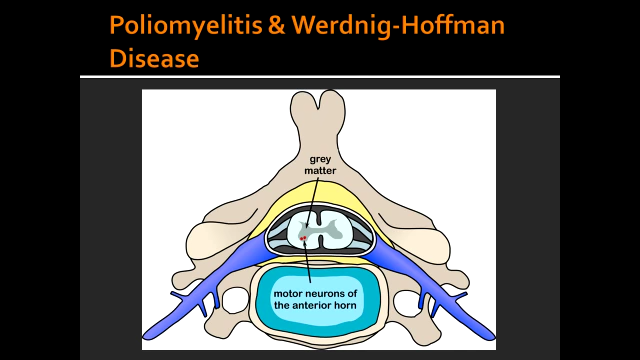 Poliomyelitis & Werdnig-Hoffman
Disease
grey
matter
motor neurons of
the anterior horn